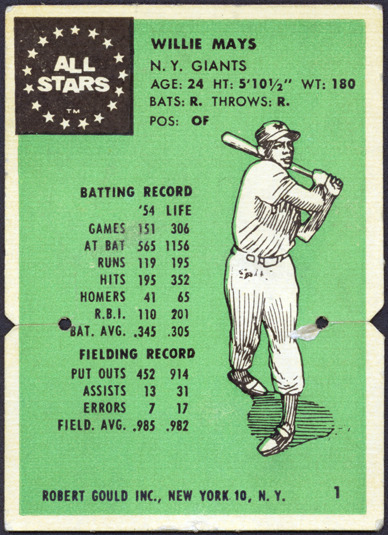 ALL
STARS
TM
WILLIE MAYS
N.Y. GIANTS
AGE: 24 HT: 5'10½" WT: 180
BATS: R. THROWS: R.
POS: OF
BATTING RECORD
'54 LIFE
GAMES 151 306
AT BAT 565 1156
RUNS 119 195
HITS 195 352
HOMERS 41 65
R.B.I. 110 201
BAT. AVG. .345 .305
FIELDING RECORD
PUT OUTS 452 914
ASSISTS 13 31
ERRORS 7 17
FIELD. AVG. .985 .982
ROBERT GOULD INC., NEW YORK 10, N.Y. 1